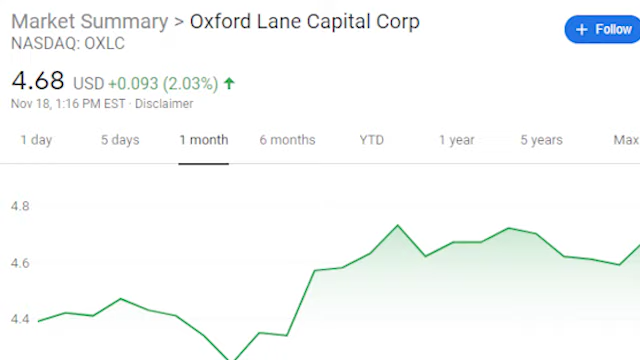 Market Summary > Oxford Lane Capital Corp
NASDAQ: OXLC
+ Follow
4.68 USD +0.093 (2.03%) ↑
Nov 18, 1:16 PM EST · Disclaimer
1 day 5 days 1 month 6 months YTD 1 year 5 years Max
4.8
4.6
4.4